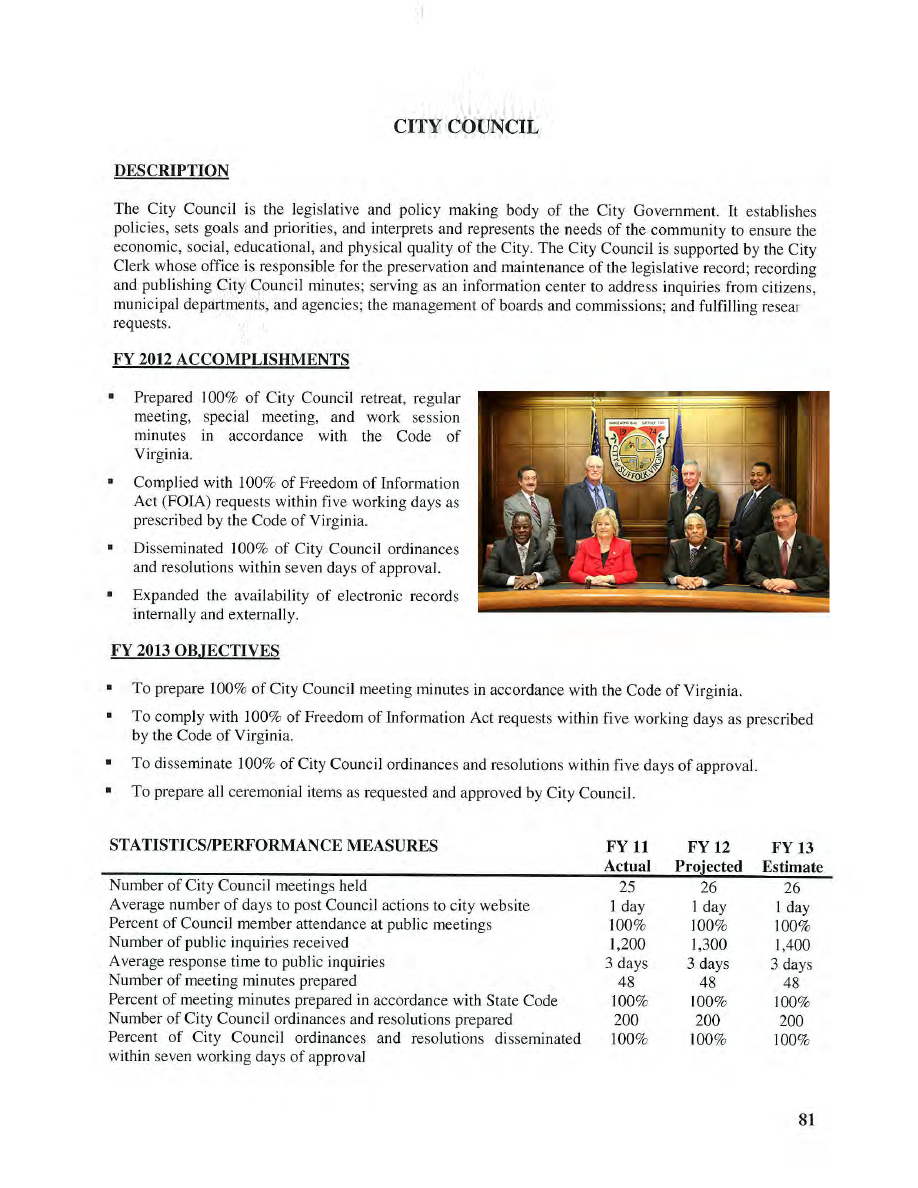 CITY COUNCIL
DESCRIPTION
The City Council is the legislative and policy making body of the City Government. It establishes
policies, sets goals and priorities, and interprets and represents the needs of the community to ensure the
economic, social, educational, and physical quality of the City. The City Council is supported by the City
Clerk whose office is responsible for the preservation and maintenance of the legislative record; recording
and publishing City Council minutes; serving as an information center to address inquiries from citizens,
municipal departments, and agencies; the management of boards and commissions; and fulfilling resear
requests.
FY 2012 ACCOMPLISHMENTS
▪ Prepared 100% of City Council retreat, regular
meeting, special meeting, and work session
minutes in accordance with the Code of
Virginia.
▪ Complied with 100% of Freedom of Information
Act (FOIA) requests within five working days as
prescribed by the Code of Virginia.
▪ Disseminated 100% of City Council ordinances
and resolutions within seven days of approval.
▪ Expanded the availability of electronic records
internally and externally.
19 74
CITY OF SUFFOLK, VIRGINIA
FY 2013 OBJECTIVES
▪ To prepare 100% of City Council meeting minutes in accordance with the Code of Virginia.
▪ To comply with 100% of Freedom of Information Act requests within five working days as prescribed
by the Code of Virginia.
▪ To disseminate 100% of City Council ordinances and resolutions within five days of approval.
▪ To prepare all ceremonial items as requested and approved by City Council.
STATISTICS/PERFORMANCE MEASURES FY 11 FY 12 FY 13
Actual Projected Estimate
Number of City Council meetings held 25 26 26
Average number of days to post Council actions to city website 1 day 1 day 1 day
Percent of Council member attendance at public meetings 100% 100% 100%
Number of public inquiries received 1,200 1,300 1,400
Average response time to public inquiries 3 days 3 days 3 days
Number of meeting minutes prepared 48 48 48
Percent of meeting minutes prepared in accordance with State Code 100% 100% 100%
Number of City Council ordinances and resolutions prepared 200 200 200
Percent of City Council ordinances and resolutions disseminated 100% 100% 100%
within seven working days of approval
81